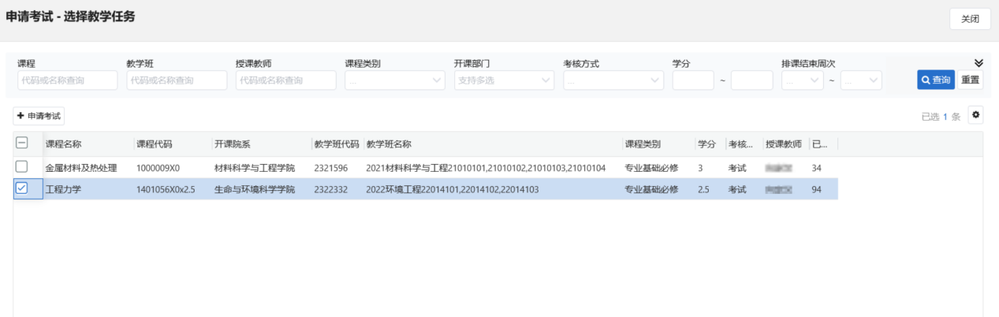 申请考试 - 选择教学任务
关闭
课程 教学班 授课教师 课程类别 开课部门 考核方式 学分 排课结束周次
代码或名称查询 代码或名称查询 代码或名称查询 ... 支持多选 ... ~ ... ~ ... 查询 重置
+ 申请考试 已选 1 条
课程名称 课程代码 开课院系 教学班代码 教学班名称 课程类别 学分 考核... 授课教师 已...
金属材料及热处理 1000009X0 材料科学与工程学院 2321596 2021材料科学与工程21010101,21010102,21010103,21010104 专业基础必修 3 考试 34
工程力学 1401056X0x2.5 生命与环境科学学院 2322332 2022环境工程22014101,22014102,22014103 专业基础必修 2.5 考试 94